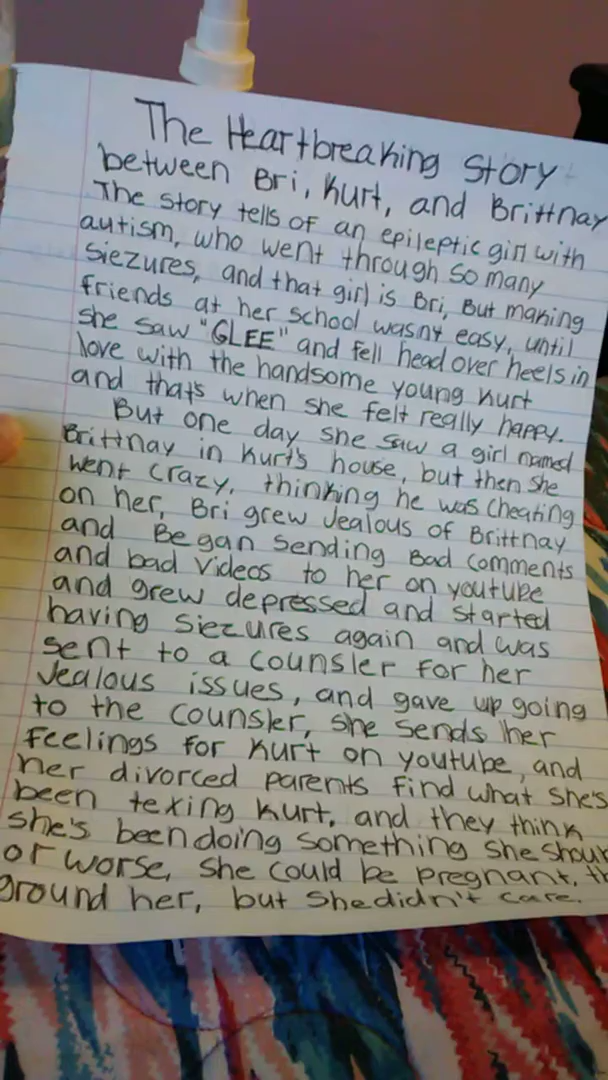 The Heartbreaking Story
between Bri, Kurt, and Brittnay
The story tells of an epileptic girl with
autism, who went through so many
siezures, and that girl is Bri, But making
friends at her school wasn't easy, until
she saw "GLEE" and fell head over heels in
love with the handsome young Kurt
and that's when she felt really happy.
But one day she saw a girl named
Brittnay in Kurt's house, but then she
went crazy, thinking he was cheating
on her, Bri grew Jealous of Brittnay
and Began sending Bad comments
and bad videos to her on youtube
and grew depressed and started
having siezures again and was
sent to a counsler for her
Jealous issues, and gave up going
to the counsler, she sends her
feelings for Kurt on youtube, and
her divorced parents find what she's
been texing Kurt, and they think
she's been doing something she
or worse, she could be pregnant,
ground her, but she didn't care.